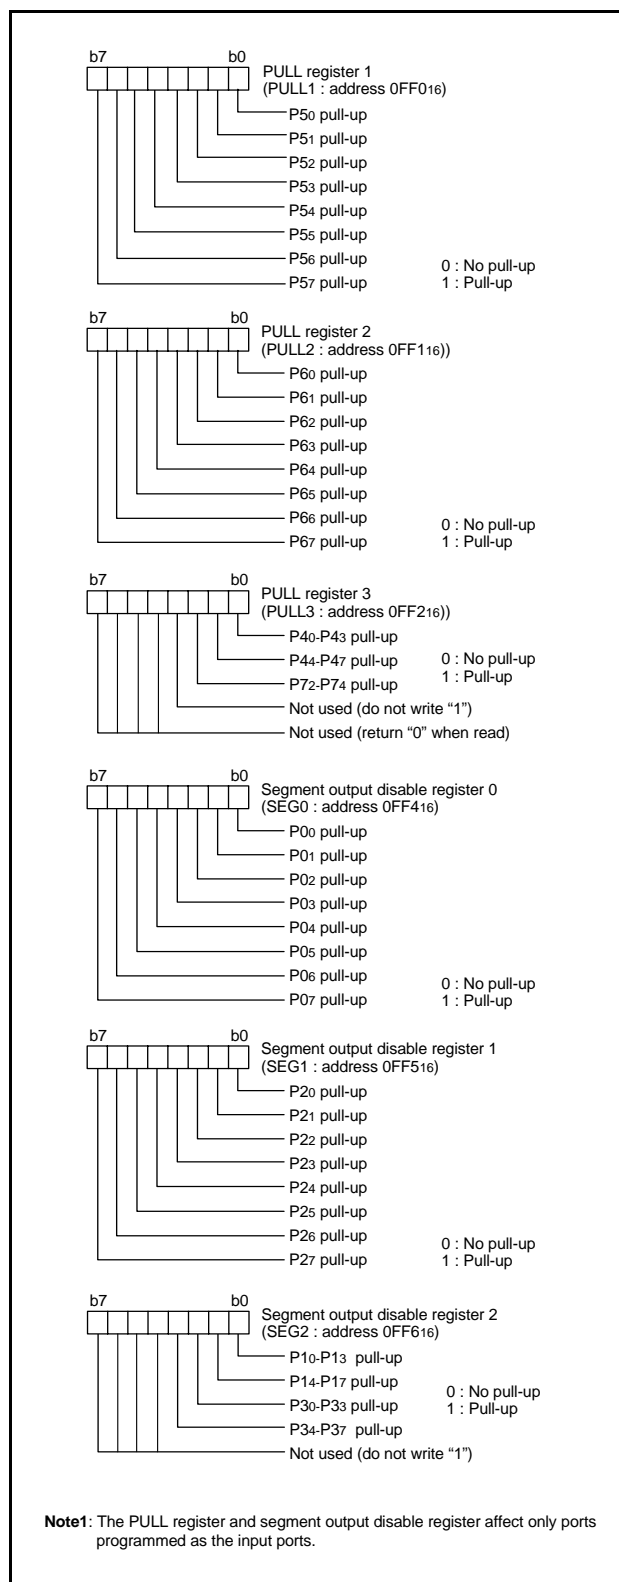 b7 b0
PULL register 1
(PULL1 : address 0FF016)
P50 pull-up
P51 pull-up
P52 pull-up
P53 pull-up
P54 pull-up
P55 pull-up
P56 pull-up
P57 pull-up
0 : No pull-up
1 : Pull-up
b7 b0
PULL register 2
(PULL2 : address 0FF116))
P60 pull-up
P61 pull-up
P62 pull-up
P63 pull-up
P64 pull-up
P65 pull-up
P66 pull-up
P67 pull-up
0 : No pull-up
1 : Pull-up
b7 b0
PULL register 3
(PULL3 : address 0FF216))
P40-P43 pull-up
P44-P47 pull-up
P72-P74 pull-up
0 : No pull-up
1 : Pull-up
Not used (do not write “1”)
Not used (return “0” when read)
b7 b0
Segment output disable register 0
(SEG0 : address 0FF416)
P00 pull-up
P01 pull-up
P02 pull-up
P03 pull-up
P04 pull-up
P05 pull-up
P06 pull-up
P07 pull-up
0 : No pull-up
1 : Pull-up
b7 b0
Segment output disable register 1
(SEG1 : address 0FF516)
P20 pull-up
P21 pull-up
P22 pull-up
P23 pull-up
P24 pull-up
P25 pull-up
P26 pull-up
P27 pull-up
0 : No pull-up
1 : Pull-up
b7 b0
Segment output disable register 2
(SEG2 : address 0FF616)
P10-P13 pull-up
P14-P17 pull-up
P30-P33 pull-up
P34-P37 pull-up
0 : No pull-up
1 : Pull-up
Not used (do not write “1”)
Note1: The PULL register and segment output disable register affect only ports
programmed as the input ports.